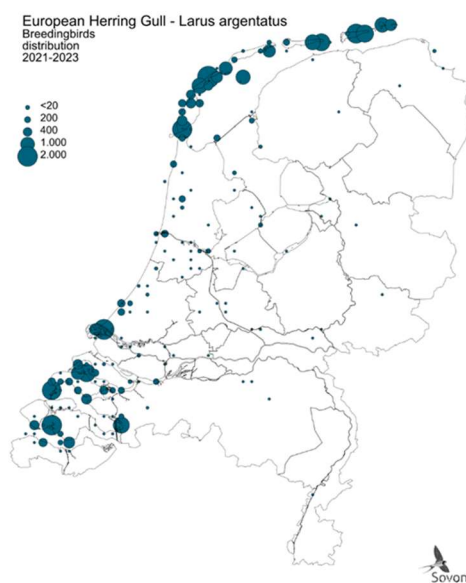 European Herring Gull - Larus argentatus
Breedingbirds
distribution
2021-2023
<20
200
400
1.000
2.000
Sovon